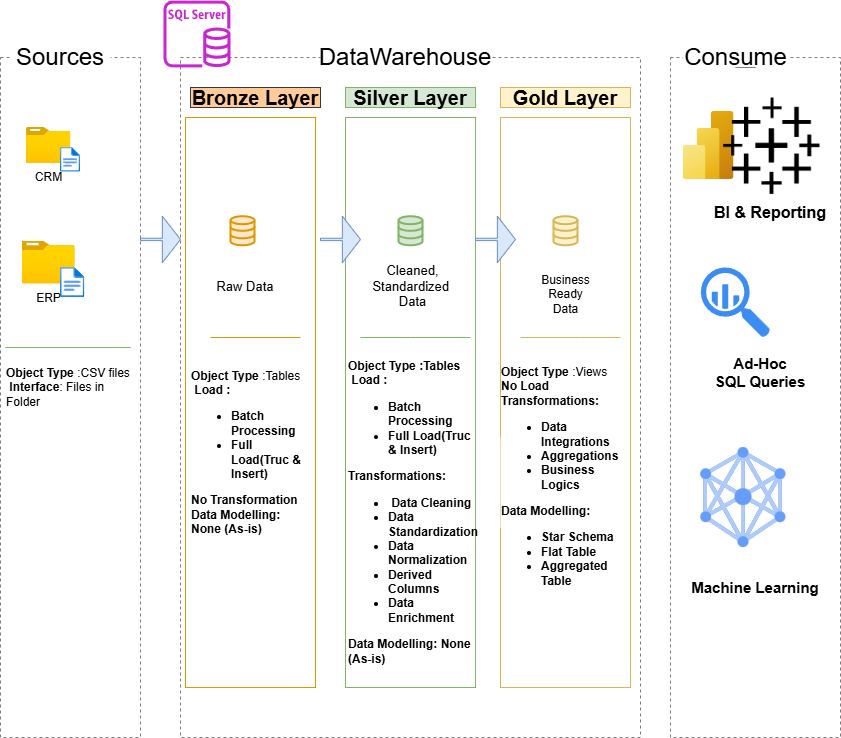 SQL Server
Sources
DataWarehouse
Consume
Bronze Layer
Silver Layer
Gold Layer
CRM
ERP
Object Type :CSV files
Interface: Files in
Folder
Raw Data
Object Type :Tables
Load :
• Batch
Processing
• Full
Load(Truc &
Insert)
No Transformation
Data Modelling:
None (As-is)
Cleaned,
Standardized
Data
Object Type :Tables
Load :
• Batch
Processing
• Full Load(Truc
& Insert)
Transformations:
• Data Cleaning
• Data
Standardization
• Data
Normalization
• Derived
Columns
• Data
Enrichment
Data Modelling: None
(As-is)
Business
Ready
Data
Object Type :Views
No Load
Transformations:
• Data
Integrations
• Aggregations
• Business
Logics
Data Modelling:
• Star Schema
• Flat Table
• Aggregated
Table
BI & Reporting
Ad-Hoc
SQL Queries
Machine Learning